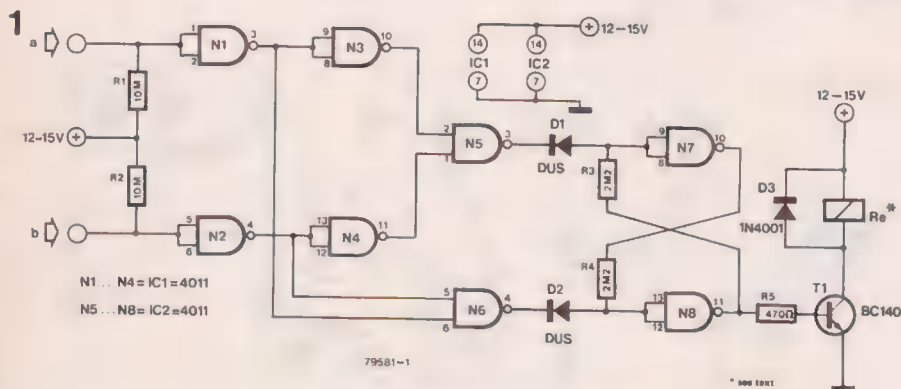 1
a
b
R1
10M
12-15V
R2
10M
1
2
N1
3
5
6
N2
4
9
8
N3
10
13
12
N4
11
2
1
N5
3
5
6
N6
4
14
IC1
7
14
IC2
7
12-15V
D1
DUS
D2
DUS
R3
2M2
R4
2M2
9
8
N7
10
13
12
N8
11
R5
470Ω
12-15V
D3
1N4001
Re*
T1
BC140
N1 ... N4 = IC1 = 4011
N5 ... N8 = IC2 = 4011
79581-1
* see text